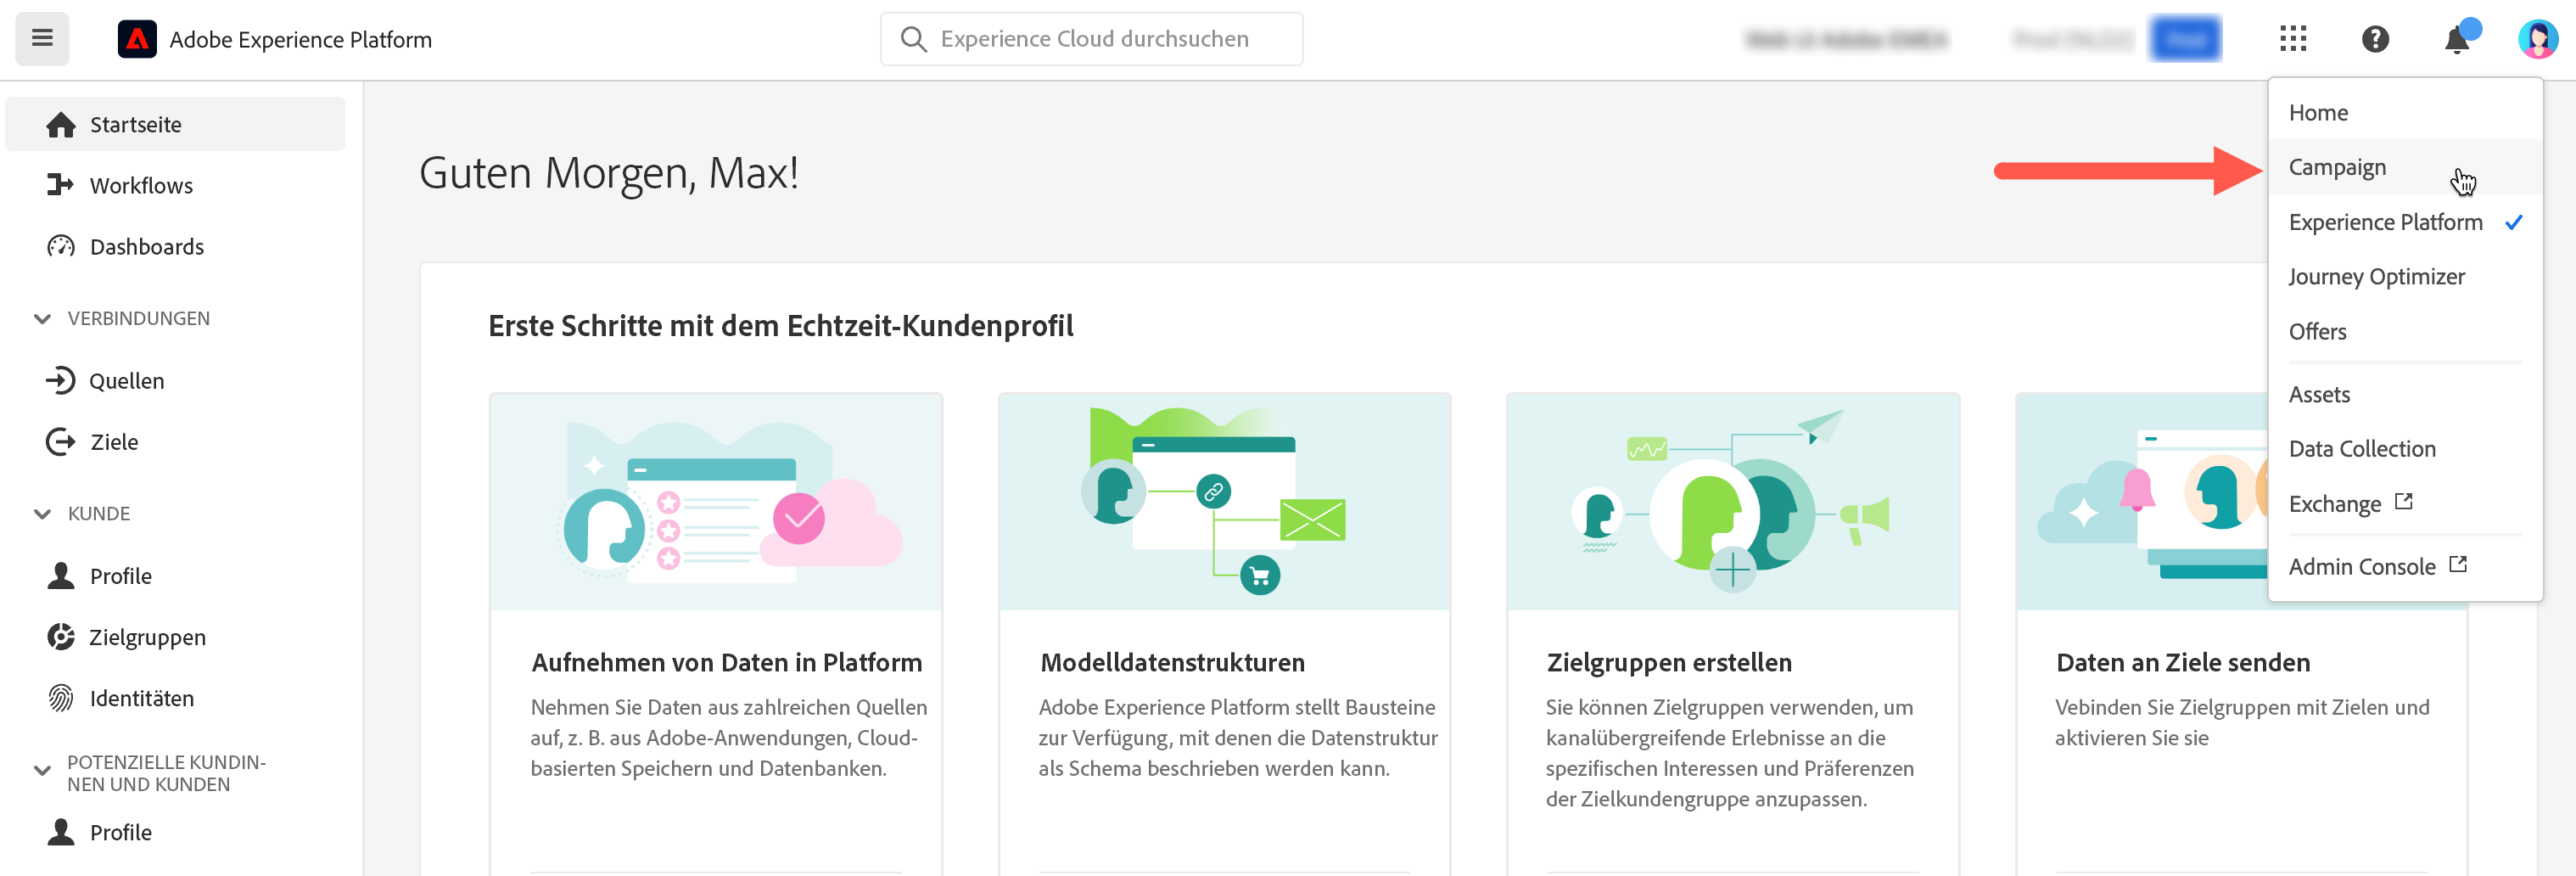 Adobe Experience Platform
Experience Cloud durchsuchen
Startseite
Workflows
Dashboards
VERBINDUNGEN
Quellen
Ziele
KUNDE
Profile
Zielgruppen
Identitäten
POTENZIELLE KUNDIN-
NEN UND KUNDEN
Profile
Guten Morgen, Max!
Erste Schritte mit dem Echtzeit-Kundenprofil
Aufnehmen von Daten in Platform
Nehmen Sie Daten aus zahlreichen Quellen
auf, z. B. aus Adobe-Anwendungen, Cloud-
basierten Speichern und Datenbanken.
Modelldatenstrukturen
Adobe Experience Platform stellt Bausteine
zur Verfügung, mit denen die Datenstruktur
als Schema beschrieben werden kann.
Zielgruppen erstellen
Sie können Zielgruppen verwenden, um
kanalübergreifende Erlebnisse an die
spezifischen Interessen und Präferenzen
der Zielkundengruppe anzupassen.
Daten an Ziele senden
Vebinden Sie Zielgruppen mit Zielen und
aktivieren Sie sie
Home
Campaign
Experience Platform
Journey Optimizer
Offers
Assets
Data Collection
Exchange
Admin Console